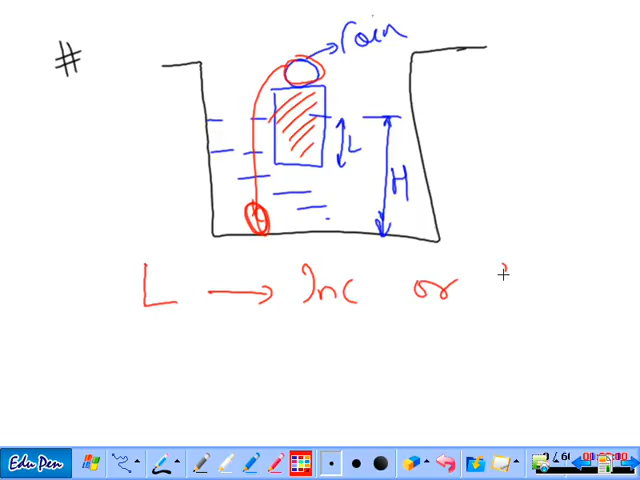 #
coin
L
H
L → Inc or
Edu Pen